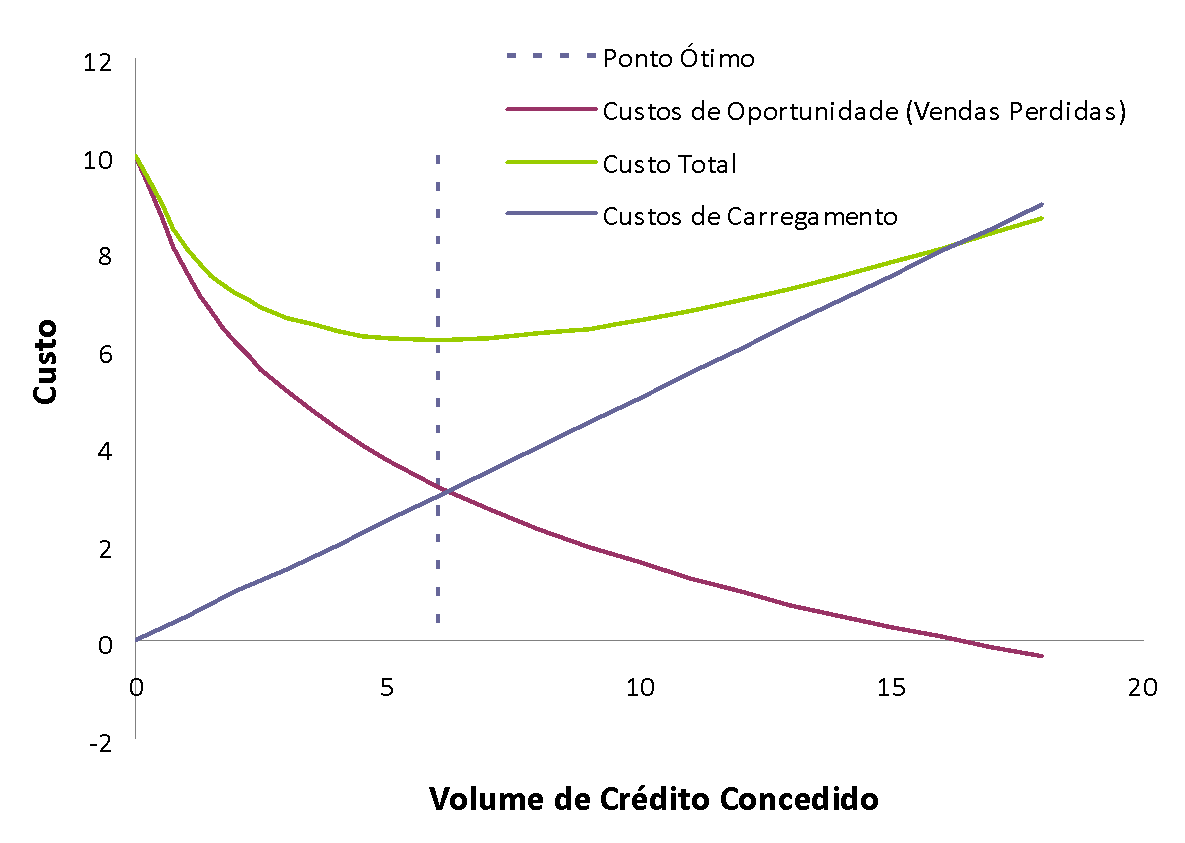 Ponto Ótimo
Custos de Oportunidade (Vendas Perdidas)
Custo Total
Custos de Carregamento
12
10
8
6
4
2
0
-2
Custo
0
5
10
15
20
Volume de Crédito Concedido